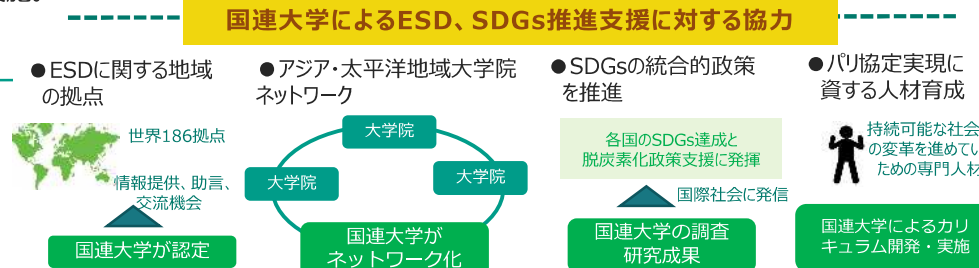 国連大学によるESD、SDGs推進支援に対する協力
●ESDに関する地域
の拠点
世界186拠点
情報提供、助言、
交流機会
国連大学が認定
●アジア・太平洋地域大学院
ネットワーク
大学院
大学院
大学院
国連大学が
ネットワーク化
●SDGsの統合的政策
を推進
各国のSDGs達成と
脱炭素化政策支援に発揮
国際社会に発信
国連大学の調査
研究成果
●パリ協定実現に
資する人材育成
持続可能な社会
の変革を進めてい
ための専門人材
国連大学によるカリ
キュラム開発・実施